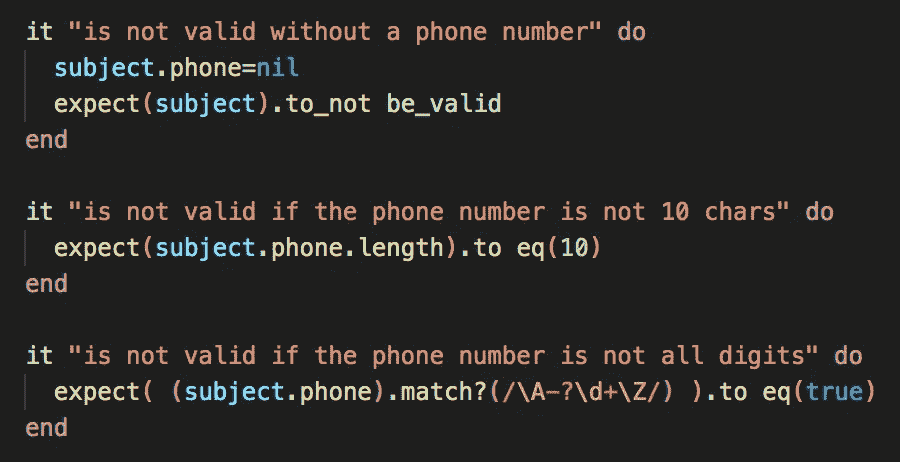 it "is not valid without a phone number" do
  subject.phone=nil
  expect(subject).to_not be_valid
end
it "is not valid if the phone number is not 10 chars" do
  expect(subject.phone.length).to eq(10)
end
it "is not valid if the phone number is not all digits" do
  expect( (subject.phone).match?(/\A-?\d+\Z/) ).to eq(true)
end